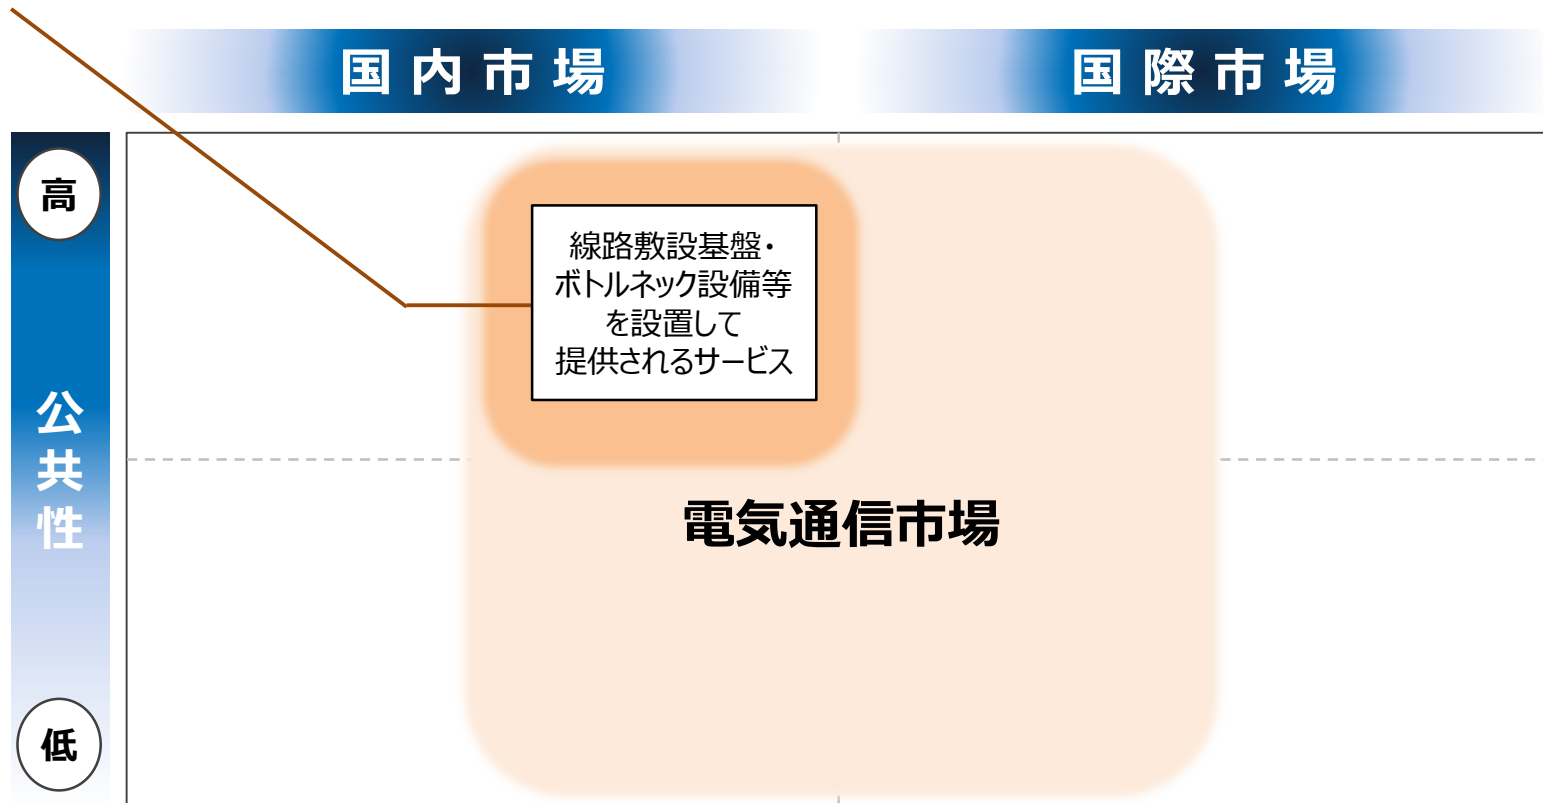 国内市場
国際市場
高
公共性
低
線路敷設基盤・
ボトルネック設備等
を設置して
提供されるサービス
電気通信市場